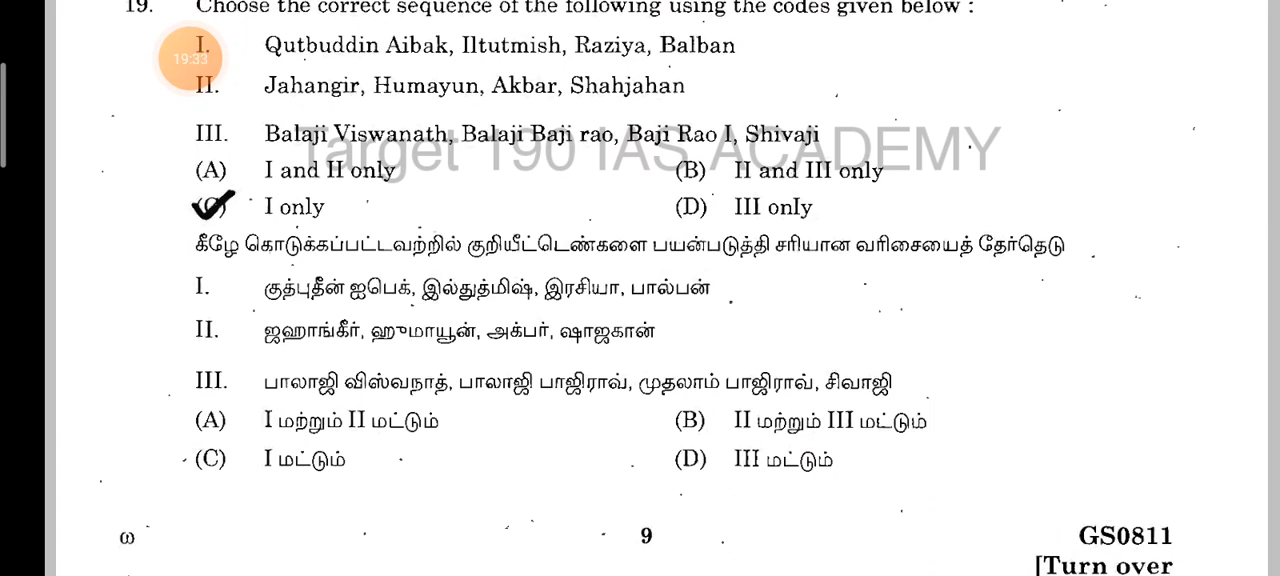 19. Choose the correct sequence of the following using the codes given below :
19:33
I. Qutbuddin Aibak, Iltutmish, Raziya, Balban
II. Jahangir, Humayun, Akbar, Shahjahan
III. Balaji Viswanath, Balaji Baji rao, Baji Rao I, Shivaji
Target 190 IAS ACADEMY
(A) I and II only (B) II and III only
(C) I only (D) III only
கீழே கொடுக்கப்பட்டவற்றில் குறியீட்டெண்களை பயன்படுத்தி சரியான வரிசையைத் தேர்தெடு
I. குத்புதீன் ஐபெக், இல்துத்மிஷ், இரசியா, பால்பன்
II. ஜஹாங்கீர், ஹுமாயூன், அக்பர், ஷாஜகான்
III. பாலாஜி விஸ்வநாத், பாலாஜி பாஜிராவ், முதலாம் பாஜிராவ், சிவாஜி
(A) I மற்றும் II மட்டும் (B) II மற்றும் III மட்டும்
(C) I மட்டும் (D) III மட்டும்
ω 9 GS0811
[Turn over